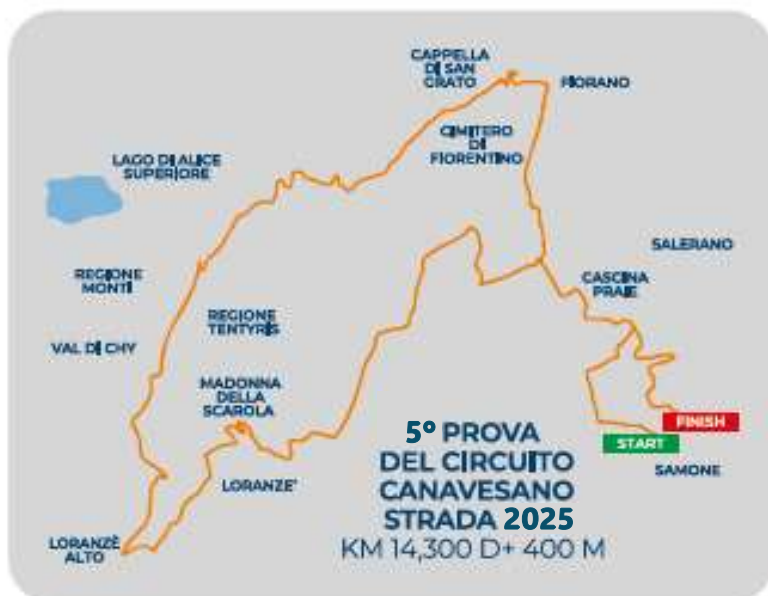 CAPPELLA
DI SAN
GRATO
FIORANO
CIMITERO
DI
FIORENTINO
LAGO DI ALICE
SUPERIORE
SALERANO
REGIONE
MONTI
CASCINA
PRAIE
REGIONE
TENTYRIS
VAL DI CHY
MADONNA
DELLA
SCAROLA
FINISH
START
SAMONE
5° PROVA
DEL CIRCUITO
CANAVESANO
STRADA 2025
KM 14,300 D+ 400 M
LORANZE'
LORANZÈ
ALTO